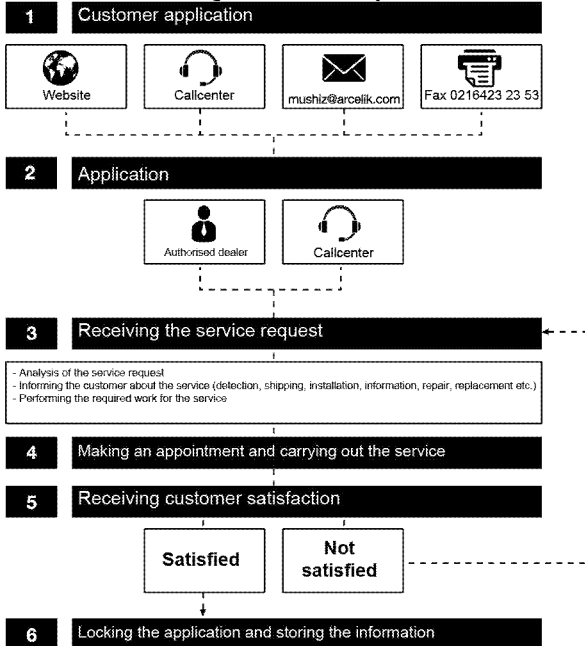 1 Customer application
Website
Callcenter
mushiz@arcelik.com
Fax 0216423 23 53
2 Application
Authorised dealer
Callcenter
3 Receiving the service request
- Analysis of the service request
- Informing the customer about the service (detection, shipping, installation, information, repair, replacement etc.)
- Performing the required work for the service
4 Making an appointment and carrying out the service
5 Receiving customer satisfaction
Satisfied
Not
satisfied
6 Locking the application and storing the information